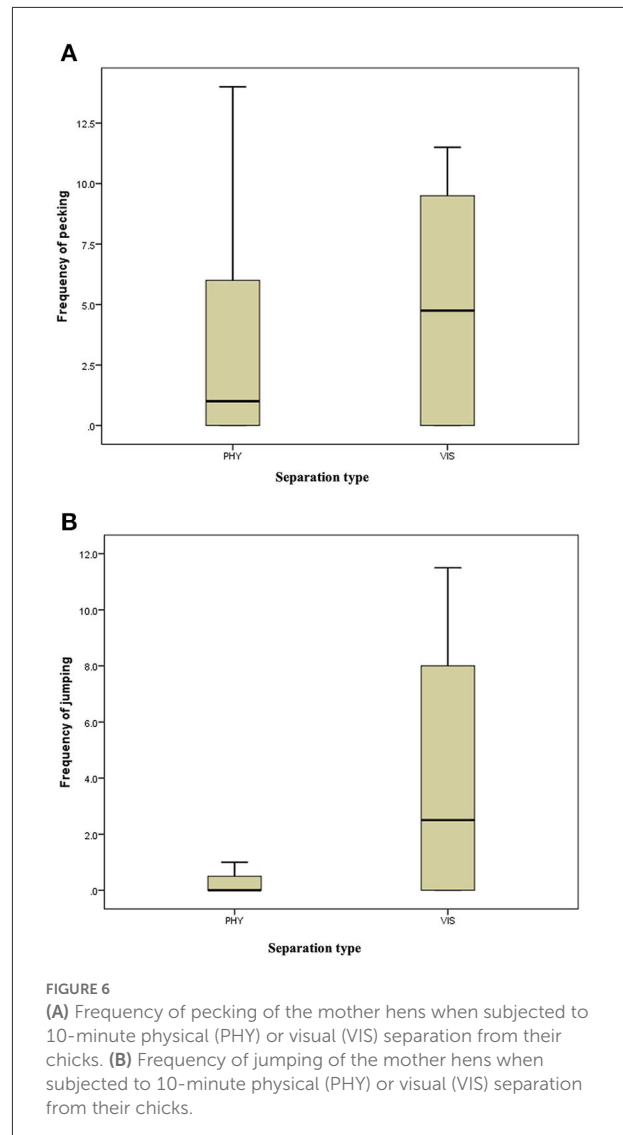 A
12.5
10.0
7.5
5.0
2.5
.0
Frequency of pecking
PHY
VIS
Separation type
B
12.0
10.0
8.0
6.0
4.0
2.0
.0
Frequency of jumping
PHY
VIS
Separation type
FIGURE 6
(A) Frequency of pecking of the mother hens when subjected to
10-minute physical (PHY) or visual (VIS) separation from their
chicks. (B) Frequency of jumping of the mother hens when
subjected to 10-minute physical (PHY) or visual (VIS) separation
from their chicks.